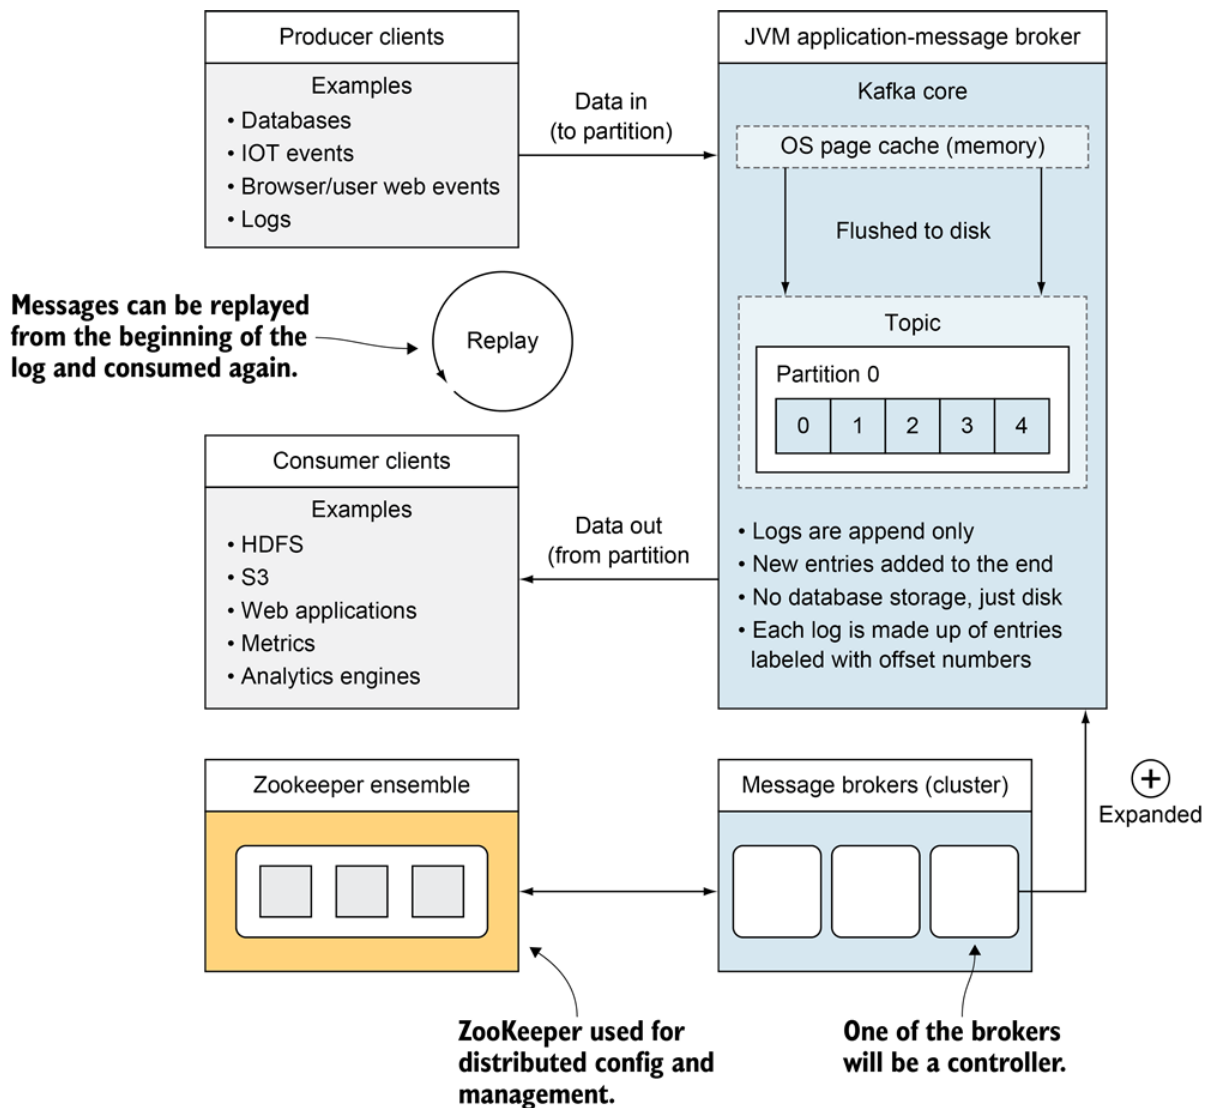 Producer clients
Examples
• Databases
• IOT events
• Browser/user web events
• Logs
Data in
(to partition)
JVM application-message broker
Kafka core
OS page cache (memory)
Flushed to disk
Topic
Partition 0
0 1 2 3 4
• Logs are append only
• New entries added to the end
• No database storage, just disk
• Each log is made up of entries
labeled with offset numbers
Messages can be replayed
from the beginning of the
log and consumed again.
Replay
Consumer clients
Examples
• HDFS
• S3
• Web applications
• Metrics
• Analytics engines
Data out
(from partition
Zookeeper ensemble
Message brokers (cluster)
Expanded
ZooKeeper used for
distributed config and
management.
One of the brokers
will be a controller.